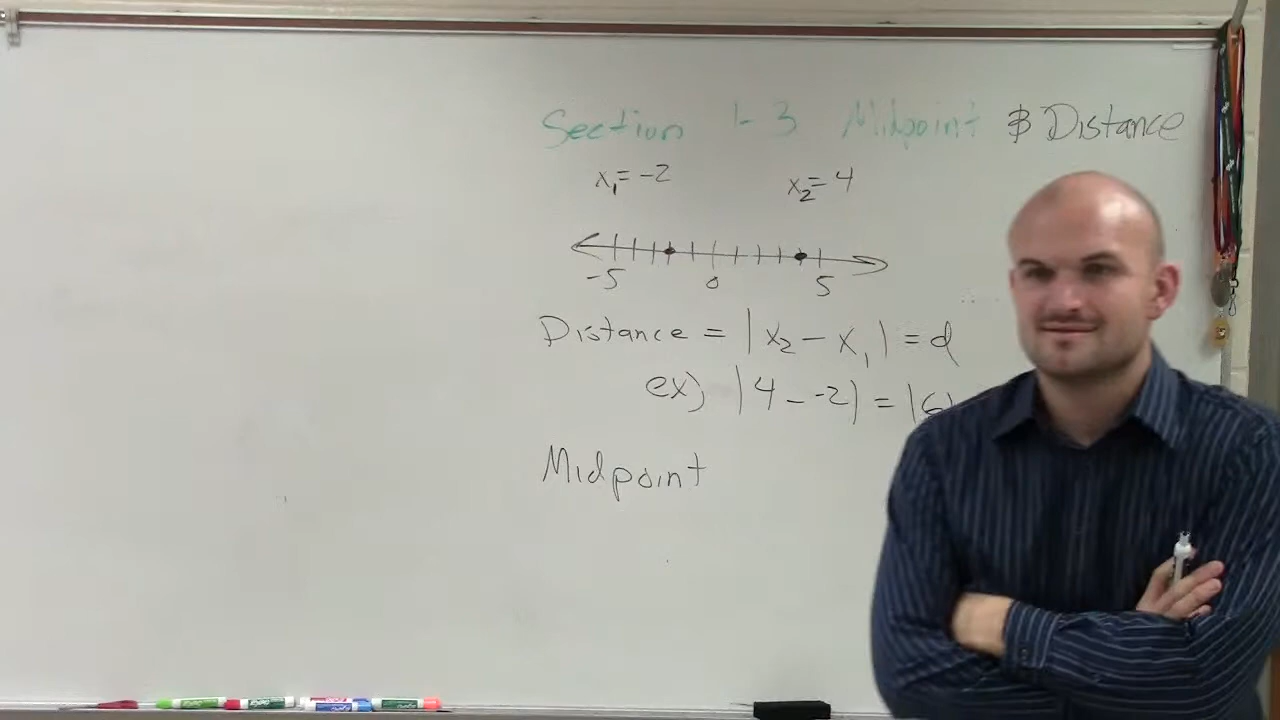 Section 1-3 Midpoint & Distance
x₁=-2 x₂=4
-5 0 5
Distance = |x₂-x₁|=d
ex) |4--2|=|6|
Midpoint